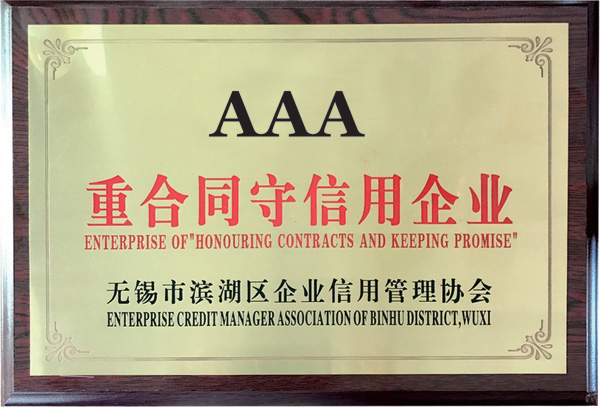 AAA
重合同守信用企业
ENTERPRISE OF"HONOURING CONTRACTS AND KEEPING PROMISE"
无锡市滨湖区企业信用管理协会
ENTERPRISE CREDIT MANAGER ASSOCIATION OF BINHU DISTRICT,WUXI